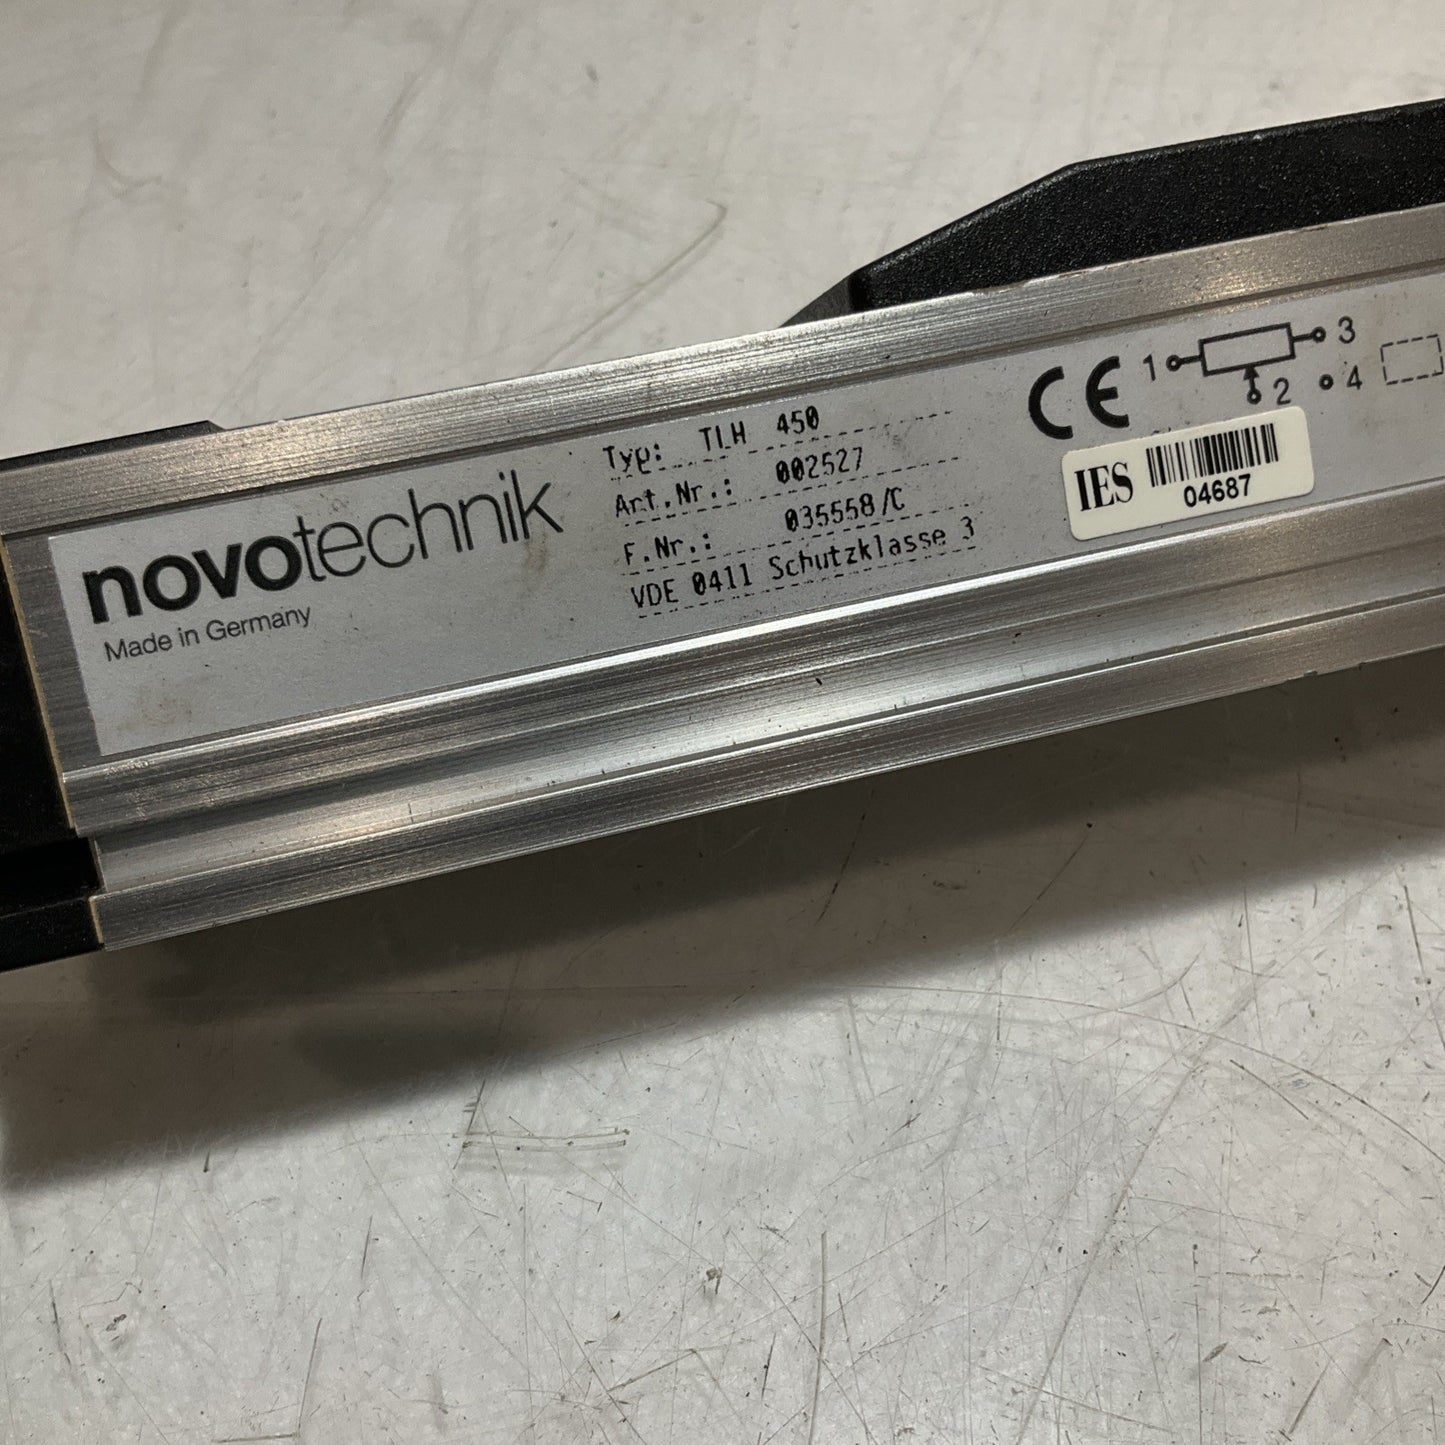 novotechnik
Made in Germany
Typ: TLH 450
Art.Nr.: 002527
F.Nr.: 035558/C
VDE 0411 Schutzklasse 3
CE
1 3
2 4
IES
04687